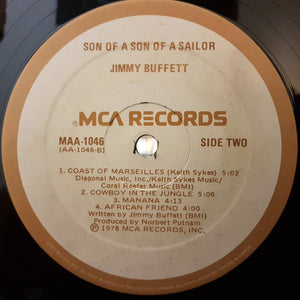 SON OF A SON OF A SAILOR
JIMMY BUFFETT
MCA RECORDS
MAA-1046 SIDE TWO
(AA-1046-B)
1. COAST OF MARSEILLES (Keith Sykes) 5:02
Diagonal Music, Inc./Keith Sykes Music/
Coral Reefer Music (BMI)
2. COWBOY IN THE JUNGLE 5:06
3. MANANA 4:13
4. AFRICAN FRIEND 4:00
Written by Jimmy Buffett (BMI)
Produced by Norbert Putnam
℗1978 MCA RECORDS, INC.